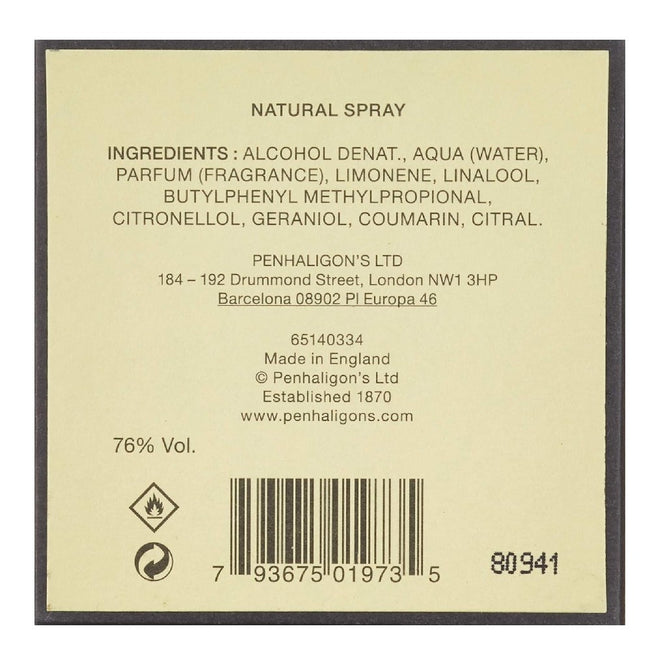 NATURAL SPRAY
INGREDIENTS : ALCOHOL DENAT., AQUA (WATER),
PARFUM (FRAGRANCE), LIMONENE, LINALOOL,
BUTYLPHENYL METHYLPROPIONAL,
CITRONELLOL, GERANIOL, COUMARIN, CITRAL.
PENHALIGON'S LTD
184 – 192 Drummond Street, London NW1 3HP
Barcelona 08902 Pl Europa 46
65140334
Made in England
© Penhaligon's Ltd
Established 1870
www.penhaligons.com
76% Vol.
7 93675 01973 5
80941